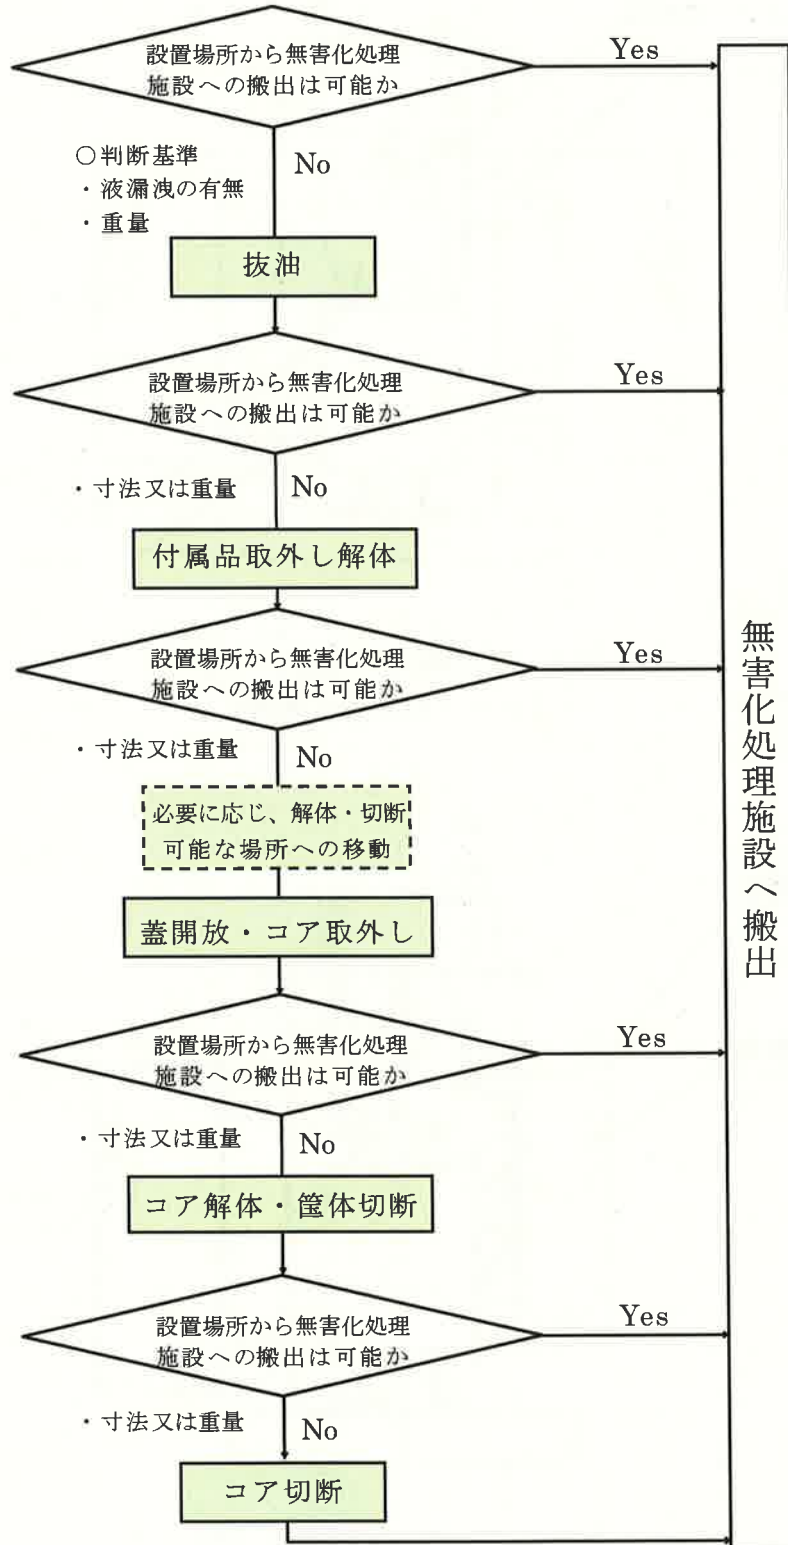 設置場所から無害化処理
施設への搬出は可能か
Yes
○判断基準
・液漏洩の有無
・重量
No
抜油
設置場所から無害化処理
施設への搬出は可能か
Yes
・寸法又は重量
No
付属品取外し解体
設置場所から無害化処理
施設への搬出は可能か
Yes
・寸法又は重量
No
必要に応じ、解体・切断
可能な場所への移動
蓋開放・コア取外し
設置場所から無害化処理
施設への搬出は可能か
Yes
・寸法又は重量
No
コア解体・筐体切断
設置場所から無害化処理
施設への搬出は可能か
Yes
・寸法又は重量
No
コア切断
無害化処理施設へ搬出